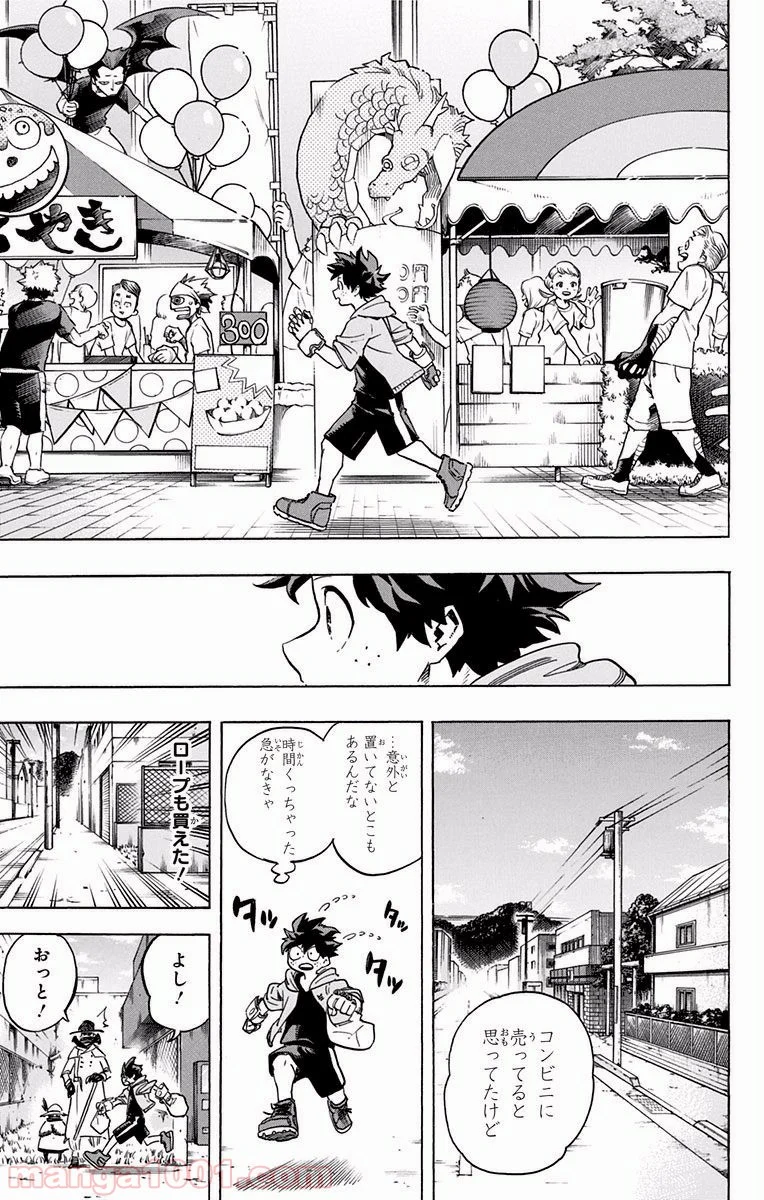 やき
300
円
円
コンビニに
売ってると
思ってたけど
…意外と
置いてないとこも
あるんだな
時間くっちゃった
急がなきゃ
タッ
タッ
タッ
ロープも買えた!
よし!
おっと!
manga1001.com